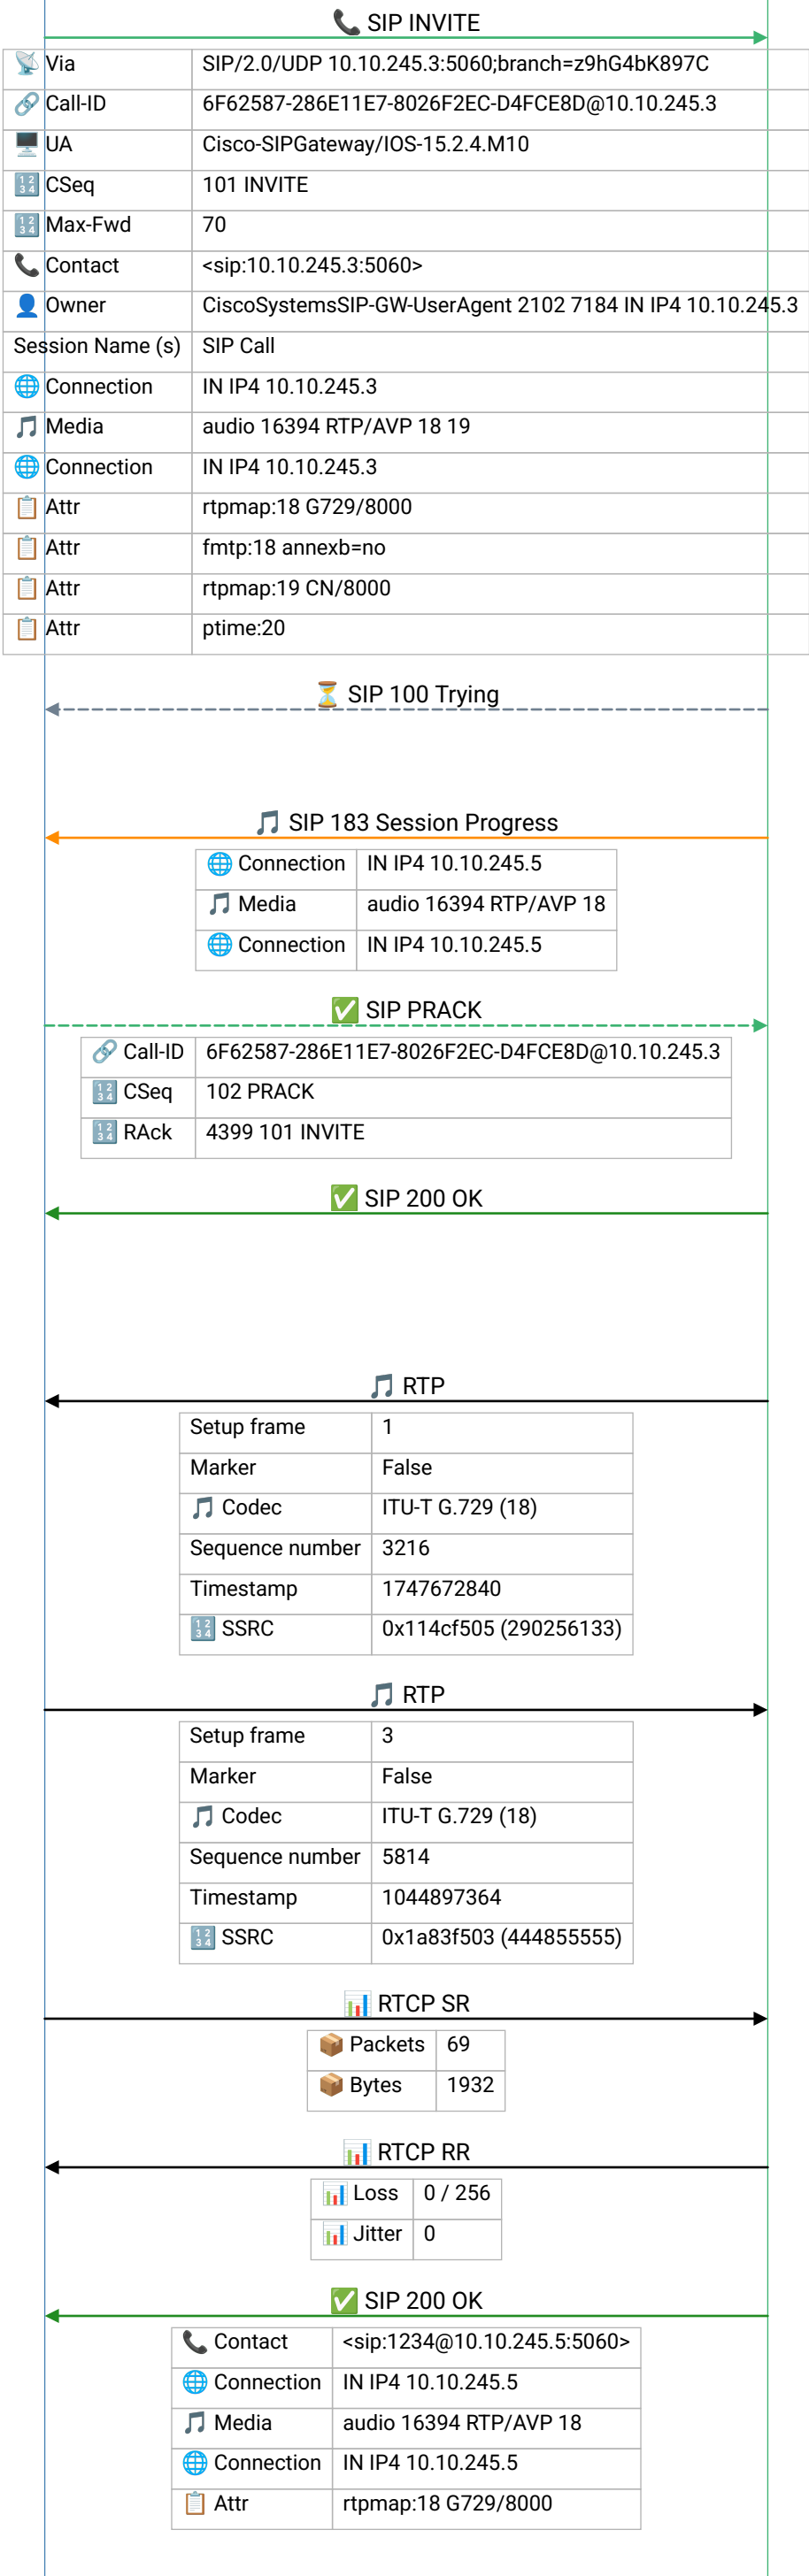 📞 SIP INVITE
📡 Via SIP/2.0/UDP 10.10.245.3:5060;branch=z9hG4bK897C
🔗 Call-ID 6F62587-286E11E7-8026F2EC-D4FCE8D@10.10.245.3
🖥️ UA Cisco-SIPGateway/IOS-15.2.4.M10
🔢 CSeq 101 INVITE
🔢 Max-Fwd 70
📞 Contact <sip:10.10.245.3:5060>
👤 Owner CiscoSystemsSIP-GW-UserAgent 2102 7184 IN IP4 10.10.245.3
Session Name (s) SIP Call
🌐 Connection IN IP4 10.10.245.3
🎵 Media audio 16394 RTP/AVP 18 19
🌐 Connection IN IP4 10.10.245.3
📋 Attr rtpmap:18 G729/8000
📋 Attr fmtp:18 annexb=no
📋 Attr rtpmap:19 CN/8000
📋 Attr ptime:20
⏳ SIP 100 Trying
🎵 SIP 183 Session Progress
🌐 Connection IN IP4 10.10.245.5
🎵 Media audio 16394 RTP/AVP 18
🌐 Connection IN IP4 10.10.245.5
✅ SIP PRACK
🔗 Call-ID 6F62587-286E11E7-8026F2EC-D4FCE8D@10.10.245.3
🔢 CSeq 102 PRACK
🔢 RAck 4399 101 INVITE
✅ SIP 200 OK
🎵 RTP
Setup frame 1
Marker False
🎵 Codec ITU-T G.729 (18)
Sequence number 3216
Timestamp 1747672840
🔢 SSRC 0x114cf505 (290256133)
🎵 RTP
Setup frame 3
Marker False
🎵 Codec ITU-T G.729 (18)
Sequence number 5814
Timestamp 1044897364
🔢 SSRC 0x1a83f503 (444855555)
📊 RTCP SR
📦 Packets 69
📦 Bytes 1932
📊 RTCP RR
📊 Loss 0 / 256
📊 Jitter 0
✅ SIP 200 OK
📞 Contact <sip:1234@10.10.245.5:5060>
🌐 Connection IN IP4 10.10.245.5
🎵 Media audio 16394 RTP/AVP 18
🌐 Connection IN IP4 10.10.245.5
📋 Attr rtpmap:18 G729/8000